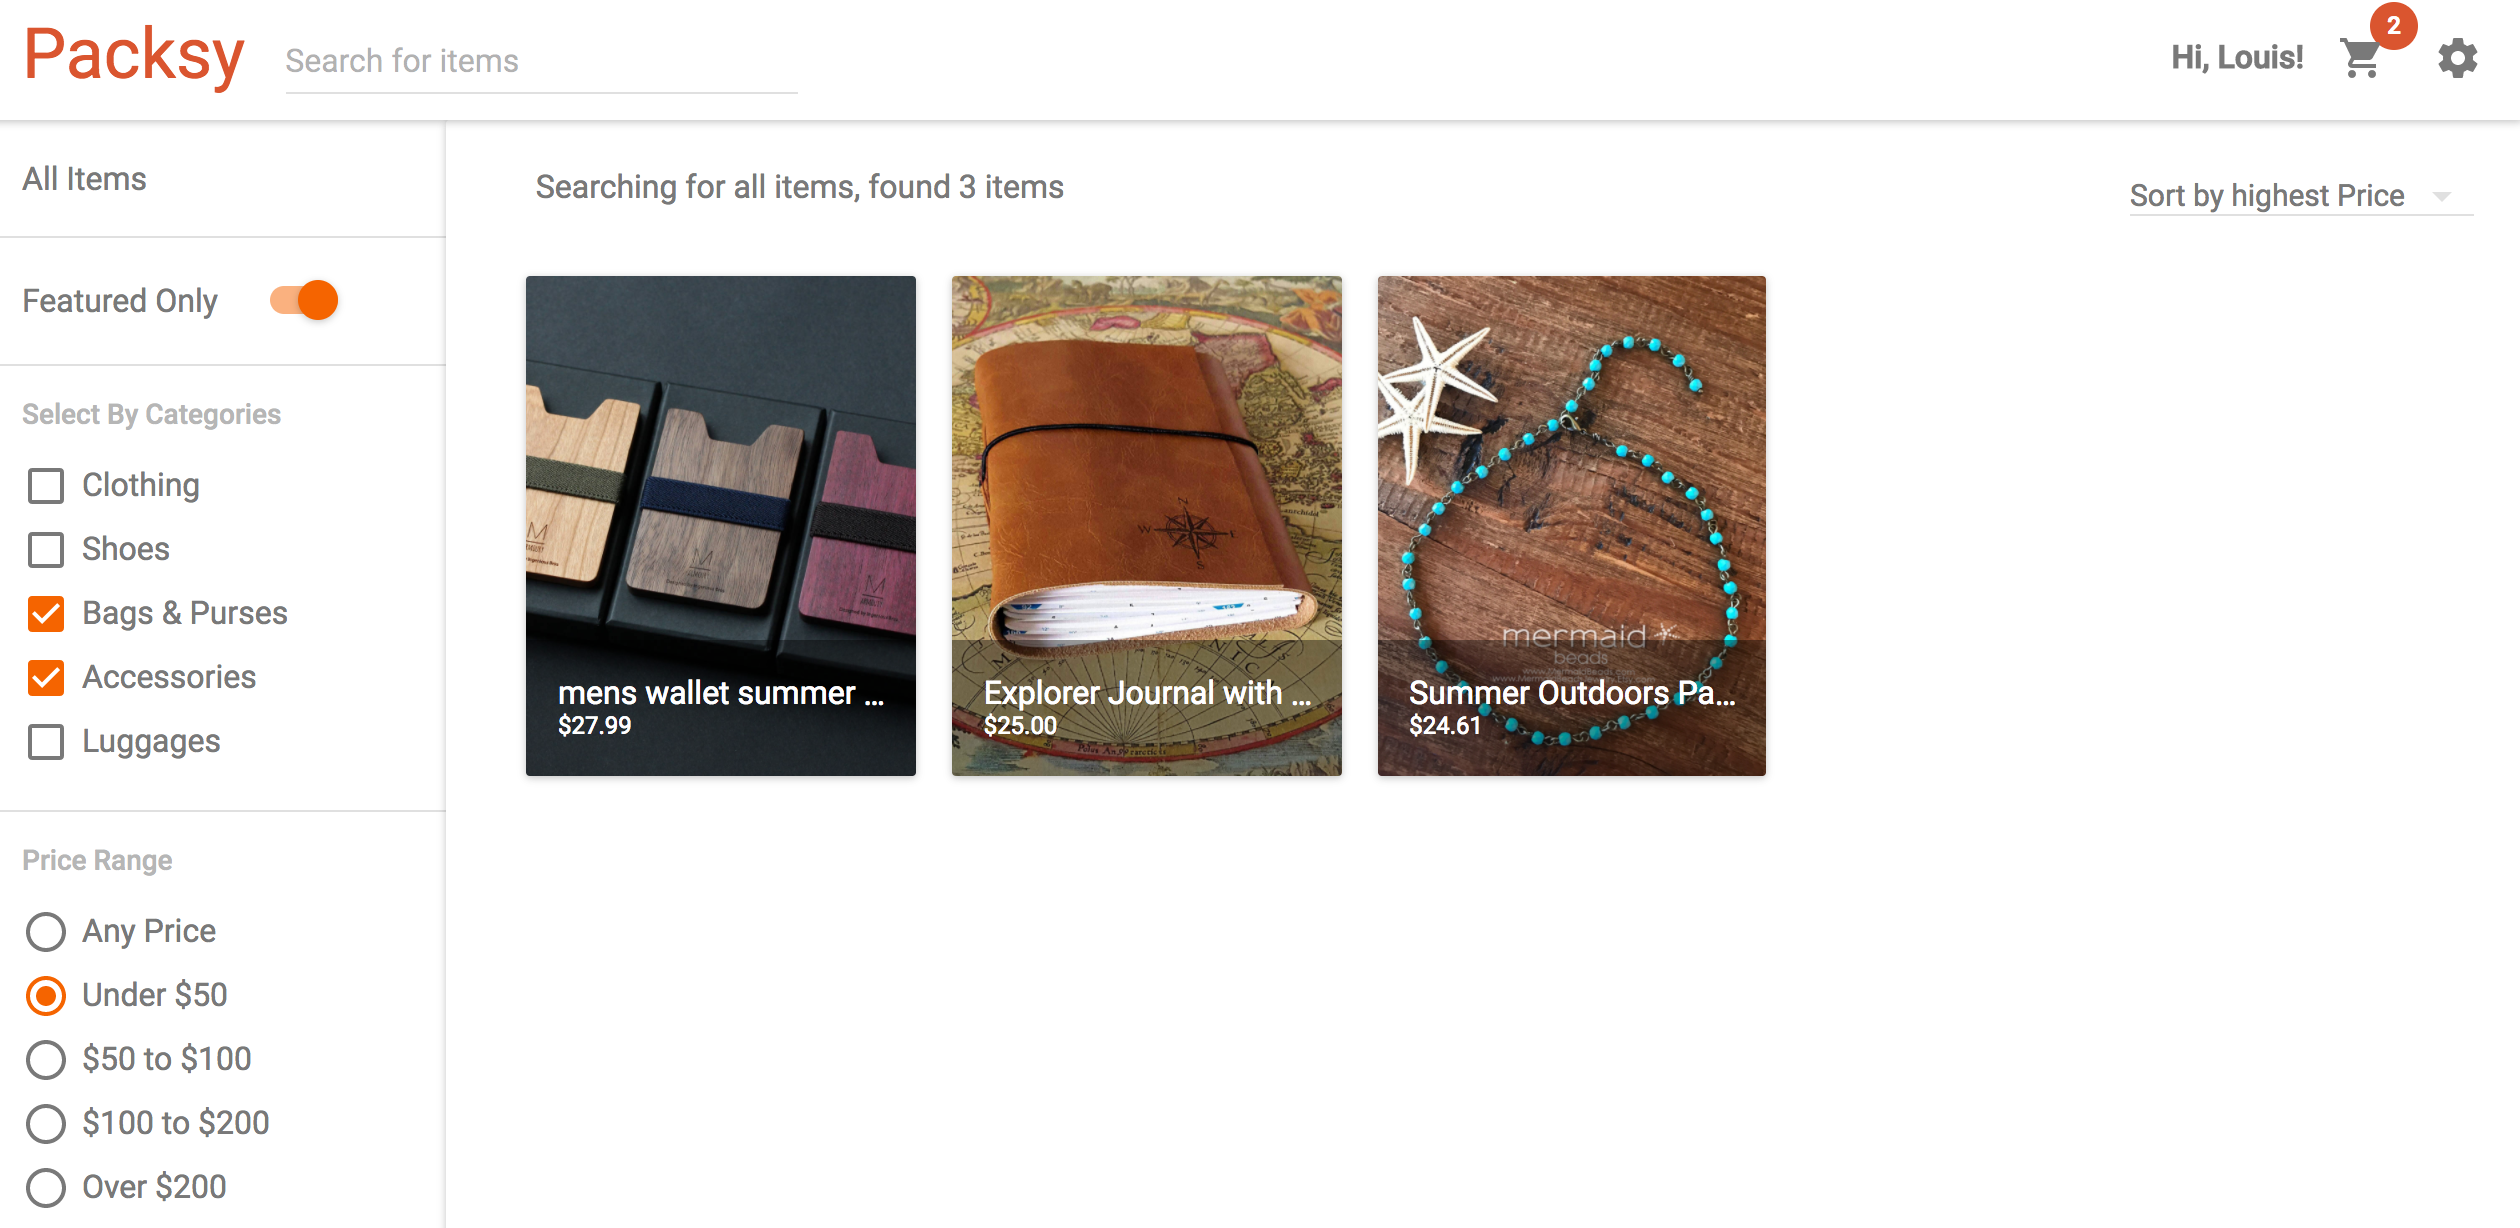 Packsy
Search for items
Hi, Louis!
2
All Items
Featured Only
Select By Categories
Clothing
Shoes
Bags & Purses
Accessories
Luggages
Price Range
Any Price
Under $50
$50 to $100
$100 to $200
Over $200
Searching for all items, found 3 items
Sort by highest Price
mens wallet summer ...
$27.99
N
W
E
S
Explorer Journal with ...
$25.00
mermaid
beads
Summer Outdoors Pa...
$24.61